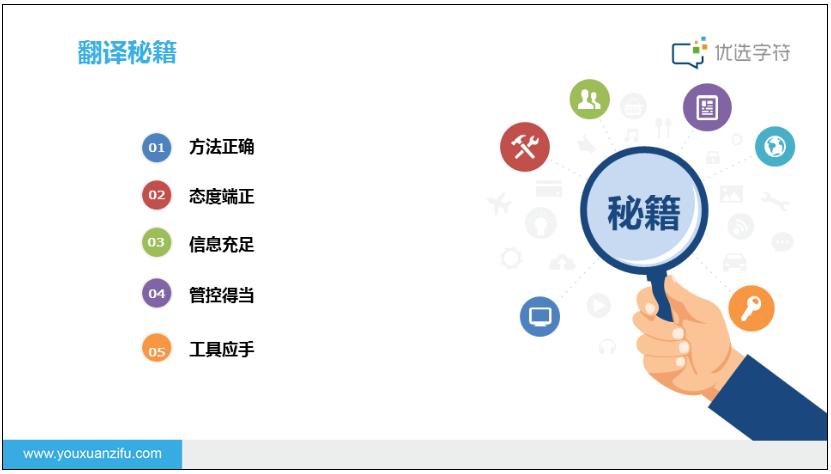 翻译秘籍
优选字符
01 方法正确
02 态度端正
03 信息充足
04 管控得当
05 工具应手
秘籍
www.youxuanzifu.com